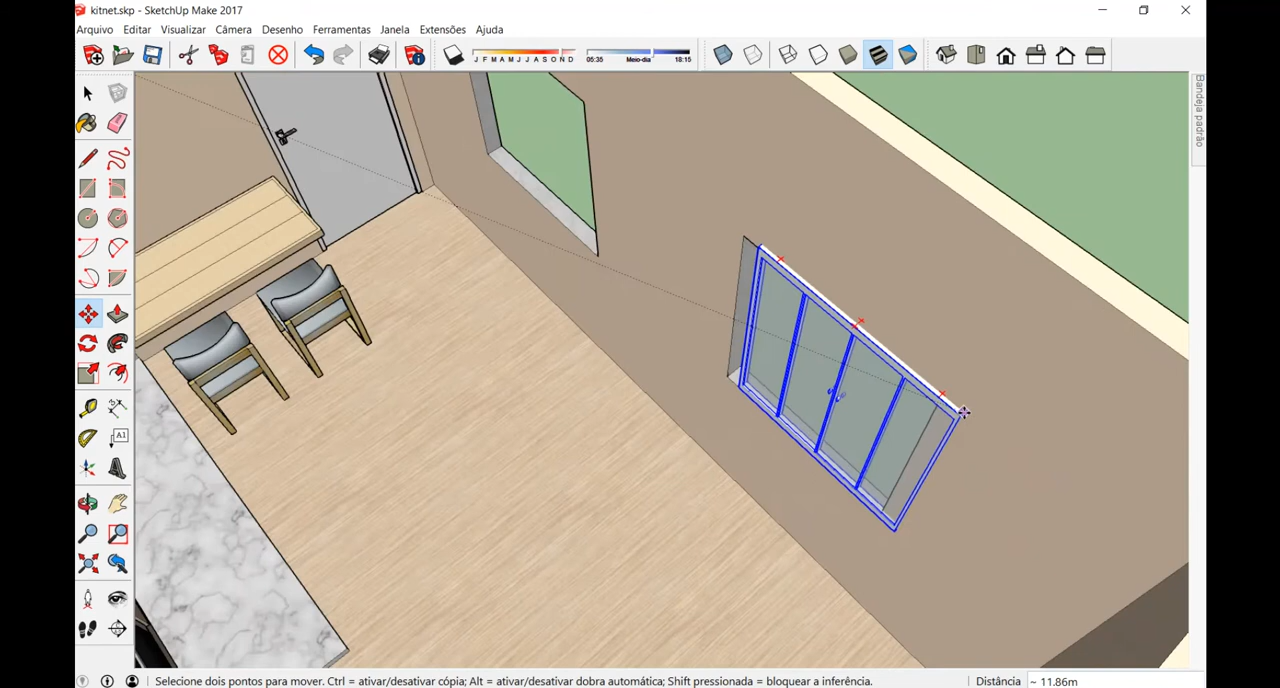 kitnet.skp - SketchUp Make 2017
Arquivo Editar Visualizar Câmera Desenho Ferramentas Janela Extensões Ajuda
J F M A M J J A S O N D 05:35 Meio-dia 18:15
Bandeja padrão
A1
Selecione dois pontos para mover. Ctrl = ativar/desativar cópia; Alt = ativar/desativar dobra automática; Shift pressionada = bloquear a inferência. Distância ~ 11.86m